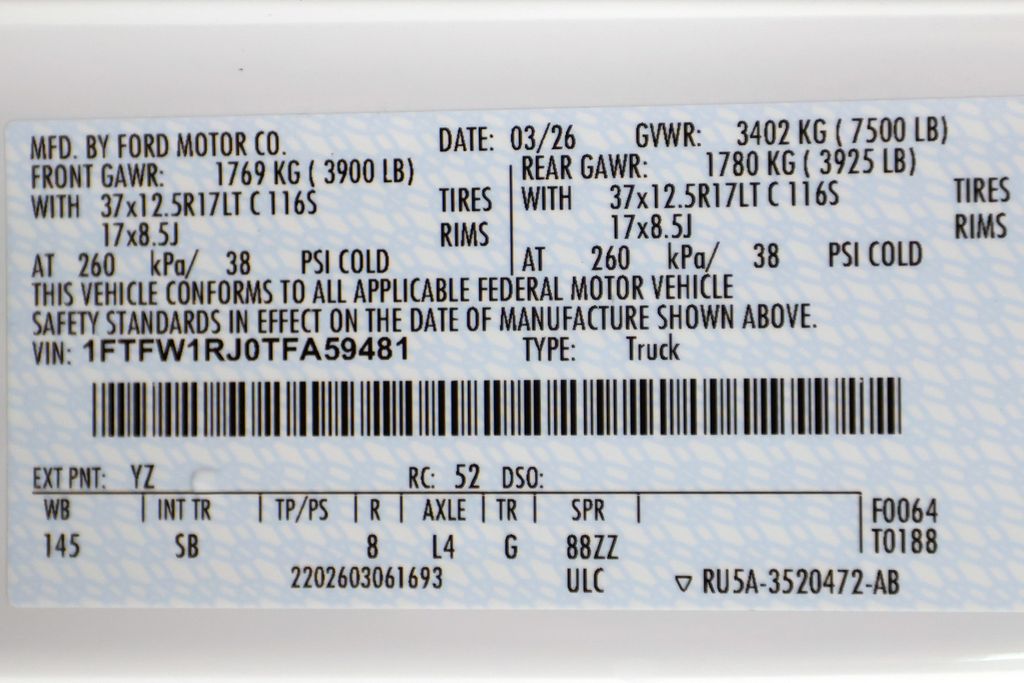 MFD. BY FORD MOTOR CO. DATE: 03/26 GVWR: 3402 KG ( 7500 LB)
FRONT GAWR: 1769 KG ( 3900 LB) REAR GAWR: 1780 KG ( 3925 LB)
WITH 37x12.5R17LT C 116S TIRES WITH 37x12.5R17LT C 116S TIRES
17x8.5J RIMS 17x8.5J RIMS
AT 260 kPa/ 38 PSI COLD AT 260 kPa/ 38 PSI COLD
THIS VEHICLE CONFORMS TO ALL APPLICABLE FEDERAL MOTOR VEHICLE
SAFETY STANDARDS IN EFFECT ON THE DATE OF MANUFACTURE SHOWN ABOVE.
VIN: 1FTFW1RJ0TFA59481 TYPE: Truck
EXT PNT: YZ RC: 52 DSO:
WB INT TR TP/PS R AXLE TR SPR F0064
145 SB 8 L4 G 88ZZ T0188
2202603061693 ULC ▽ RU5A-3520472-AB